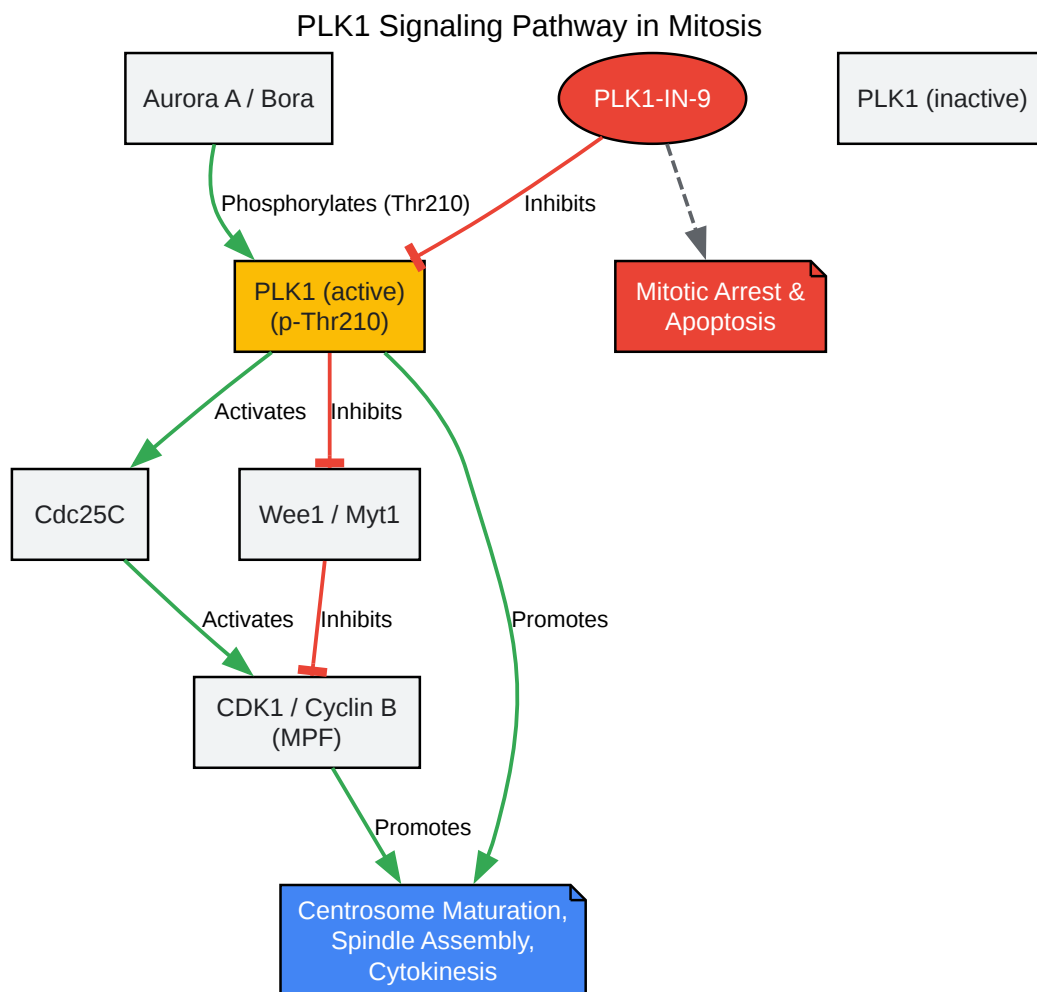 PLK1 Signaling Pathway in Mitosis
Aurora A / Bora
PLK1-IN-9
PLK1 (inactive)
Phosphorylates (Thr210)
Inhibits
PLK1 (active)
(p-Thr210)
Mitotic Arrest &
Apoptosis
Activates
Inhibits
Cdc25C
Wee1 / Myt1
Activates
Inhibits
Promotes
CDK1 / Cyclin B
(MPF)
Promotes
Centrosome Maturation,
Spindle Assembly,
Cytokinesis